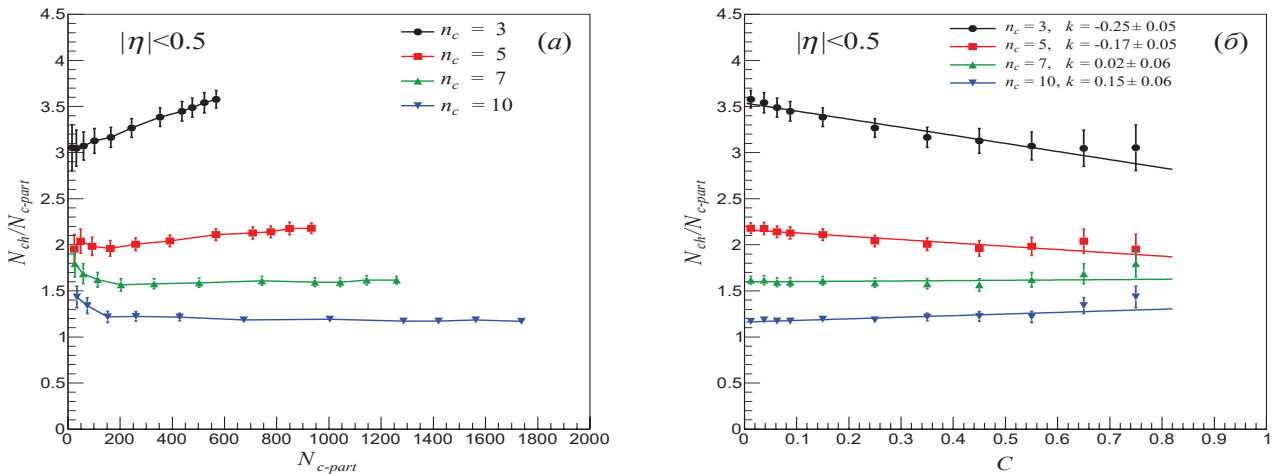 |η|<0.5
n_c = 3
n_c = 5
n_c = 7
n_c = 10
(а)
N_ch/N_c-part
4.5
4
3.5
3
2.5
2
1.5
1
0.5
0
0 200 400 600 800 1000 1200 1400 1600 1800 2000
N_c-part
|η|<0.5
n_c = 3, k = -0.25± 0.05
n_c = 5, k = -0.17± 0.05
n_c = 7, k = 0.02± 0.06
n_c = 10, k = 0.15± 0.06
(б)
N_ch/N_c-part
4.5
4
3.5
3
2.5
2
1.5
1
0.5
0
0 0.1 0.2 0.3 0.4 0.5 0.6 0.7 0.8 0.9 1
C